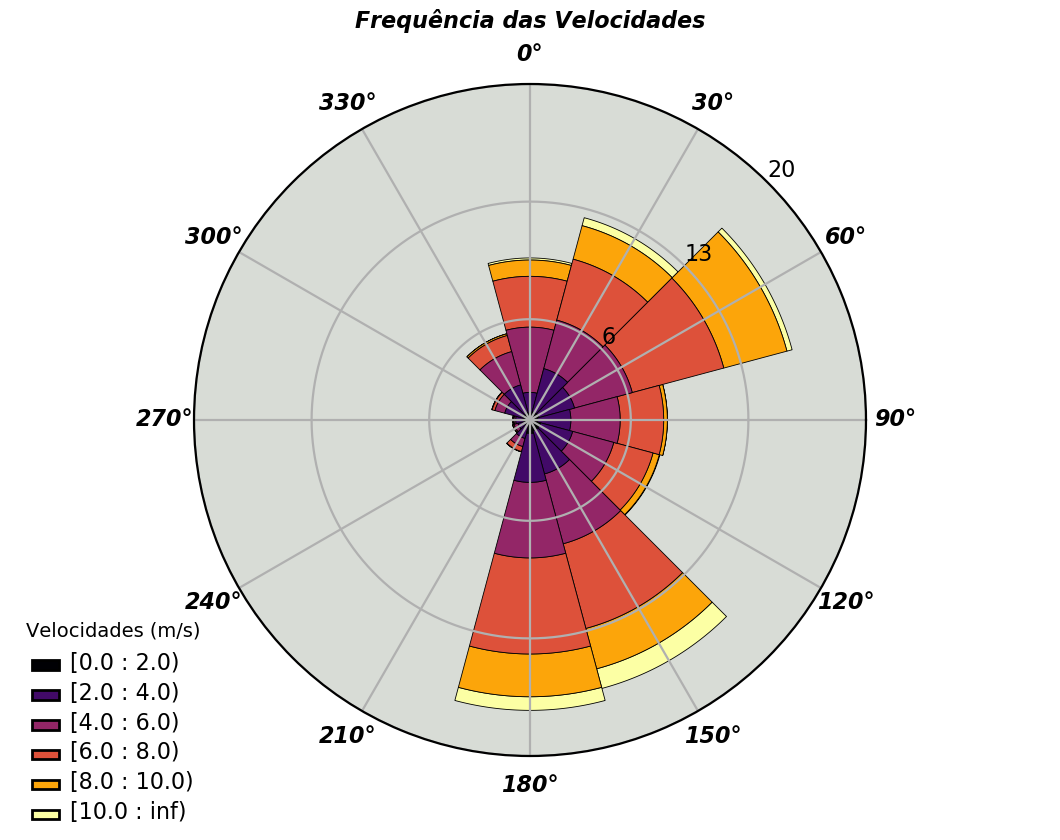 Frequência das Velocidades
0°
330°
30°
20
300°
60°
13
6
270°
90°
240°
120°
210°
150°
180°
Velocidades (m/s)
[0.0 : 2.0)
[2.0 : 4.0)
[4.0 : 6.0)
[6.0 : 8.0)
[8.0 : 10.0)
[10.0 : inf)